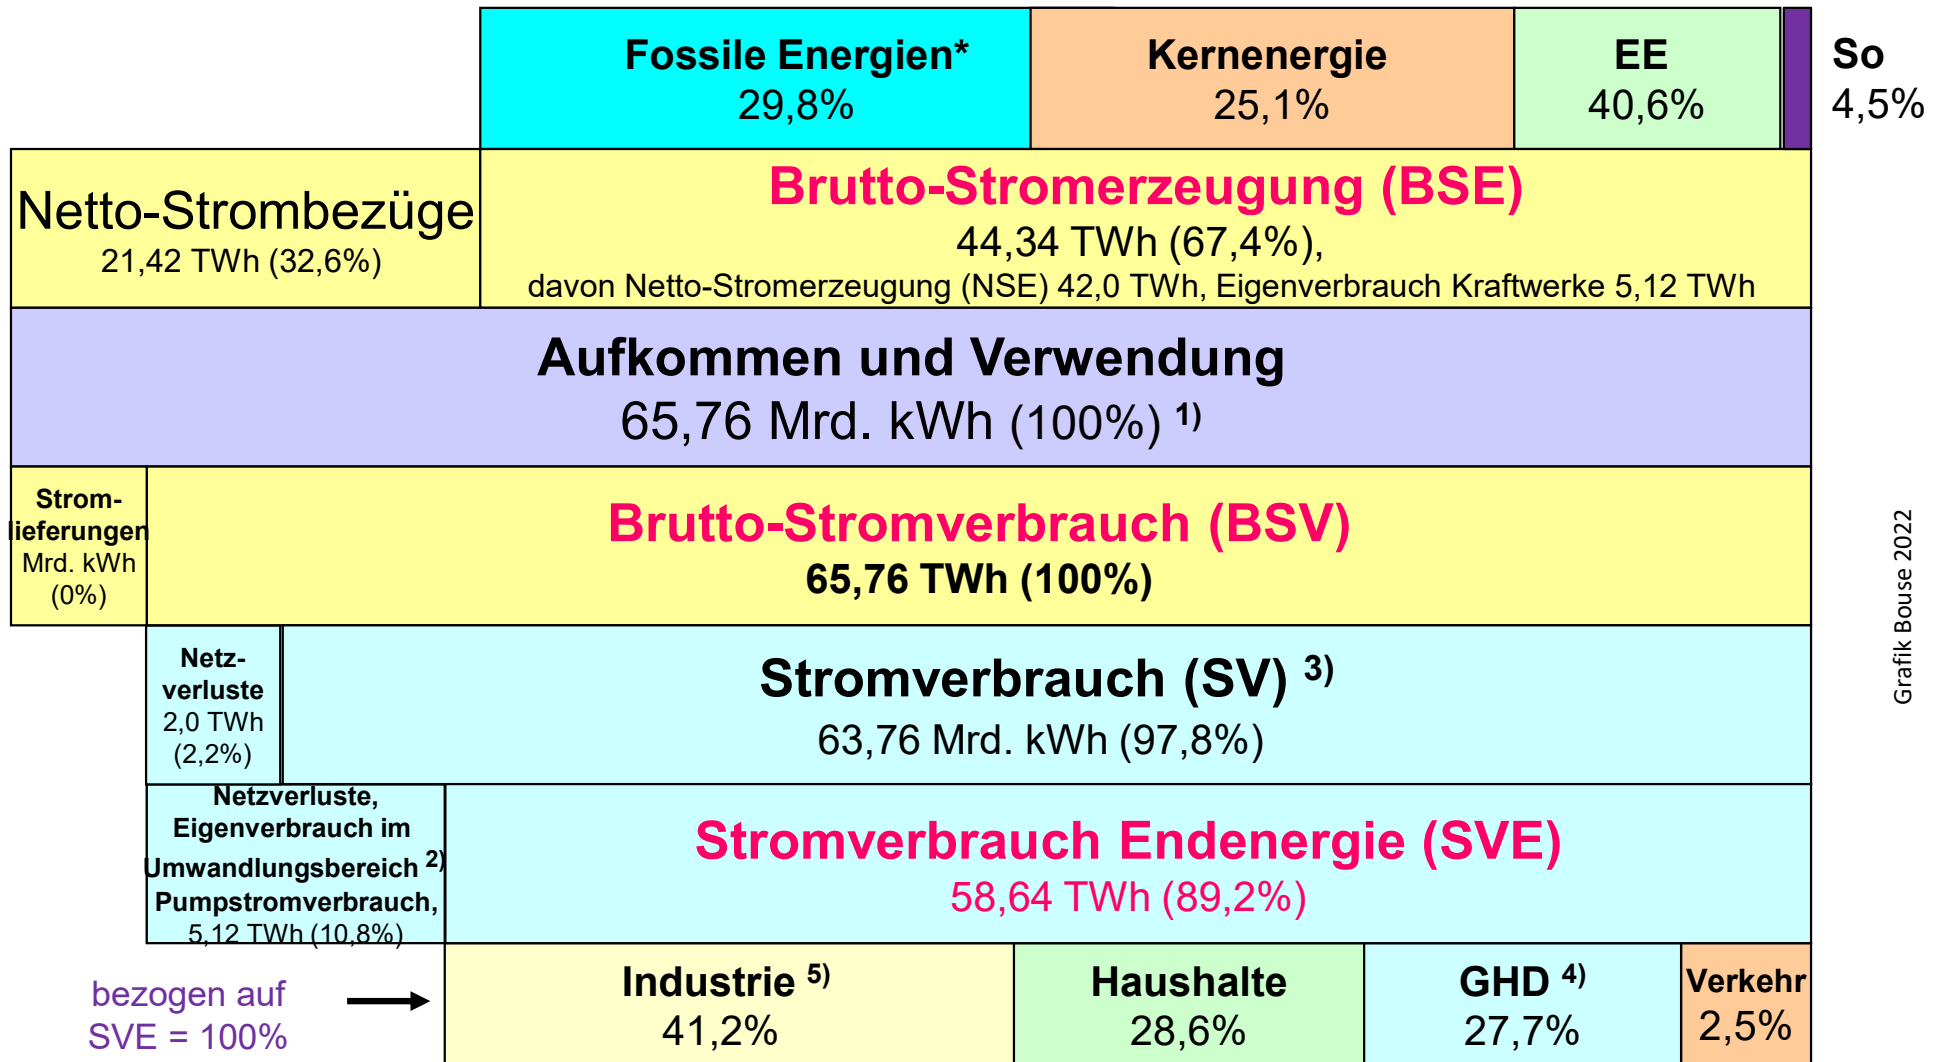 Fossile Energien*
29,8%
Kernenergie
25,1%
EE
40,6%
So
4,5%
Netto-Strombezüge
21,42 TWh (32,6%)
Brutto-Stromerzeugung (BSE)
44,34 TWh (67,4%),
davon Netto-Stromerzeugung (NSE) 42,0 TWh, Eigenverbrauch Kraftwerke 5,12 TWh
Aufkommen und Verwendung
65,76 Mrd. kWh (100%) 1)
Strom-
lieferungen
Mrd. kWh
(0%)
Brutto-Stromverbrauch (BSV)
65,76 TWh (100%)
Netz-
verluste
2,0 TWh
(2,2%)
Stromverbrauch (SV) 3)
63,76 Mrd. kWh (97,8%)
Netzverluste,
Eigenverbrauch im
Umwandlungsbereich 2)
Pumpstromverbrauch,
5,12 TWh (10,8%)
Stromverbrauch Endenergie (SVE)
58,64 TWh (89,2%)
bezogen auf
SVE = 100%
Industrie 5)
41,2%
Haushalte
28,6%
GHD 4)
27,7%
Verkehr
2,5%
Grafik Bouse 2022